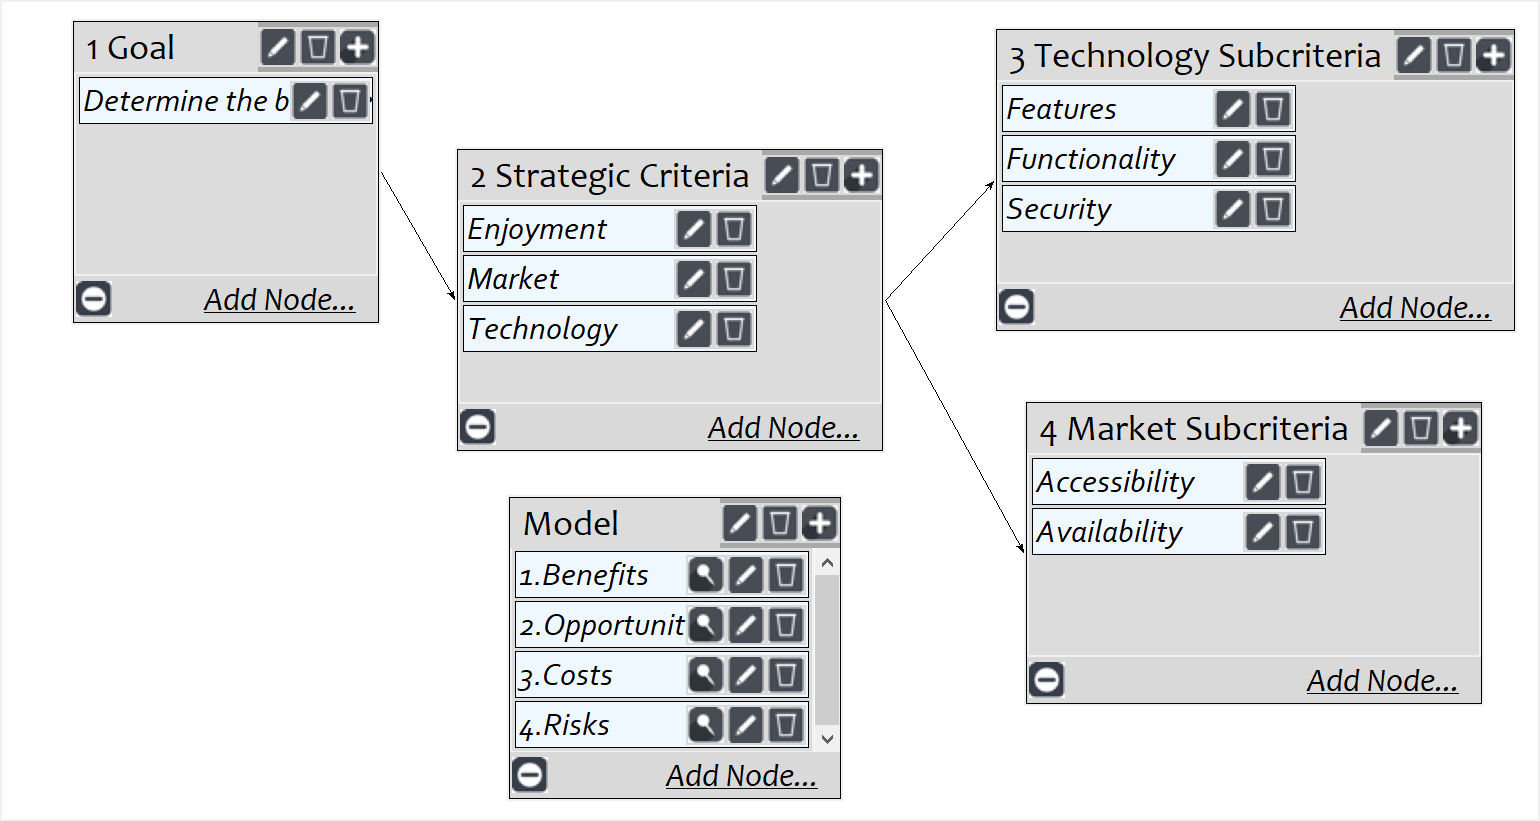 1 Goal
Determine the b
Add Node...
2 Strategic Criteria
Enjoyment
Market
Technology
Add Node...
3 Technology Subcriteria
Features
Functionality
Security
Add Node...
4 Market Subcriteria
Accessibility
Availability
Add Node...
Model
1.Benefits
2.Opportunit
3.Costs
4.Risks
Add Node...